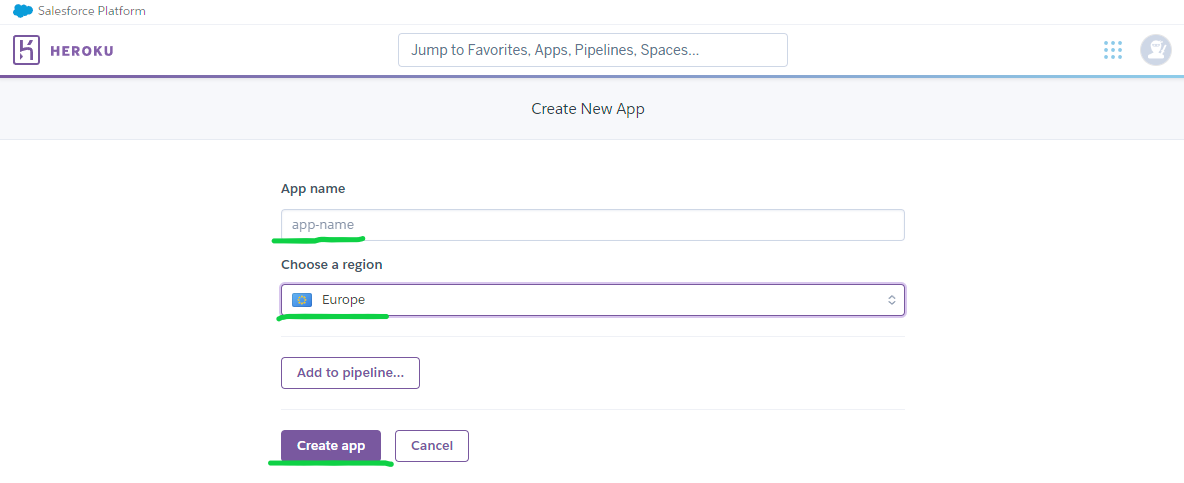 Salesforce Platform
HEROKU
Jump to Favorites, Apps, Pipelines, Spaces...
Create New App
App name
app-name
Choose a region
Europe
Add to pipeline...
Create app
Cancel